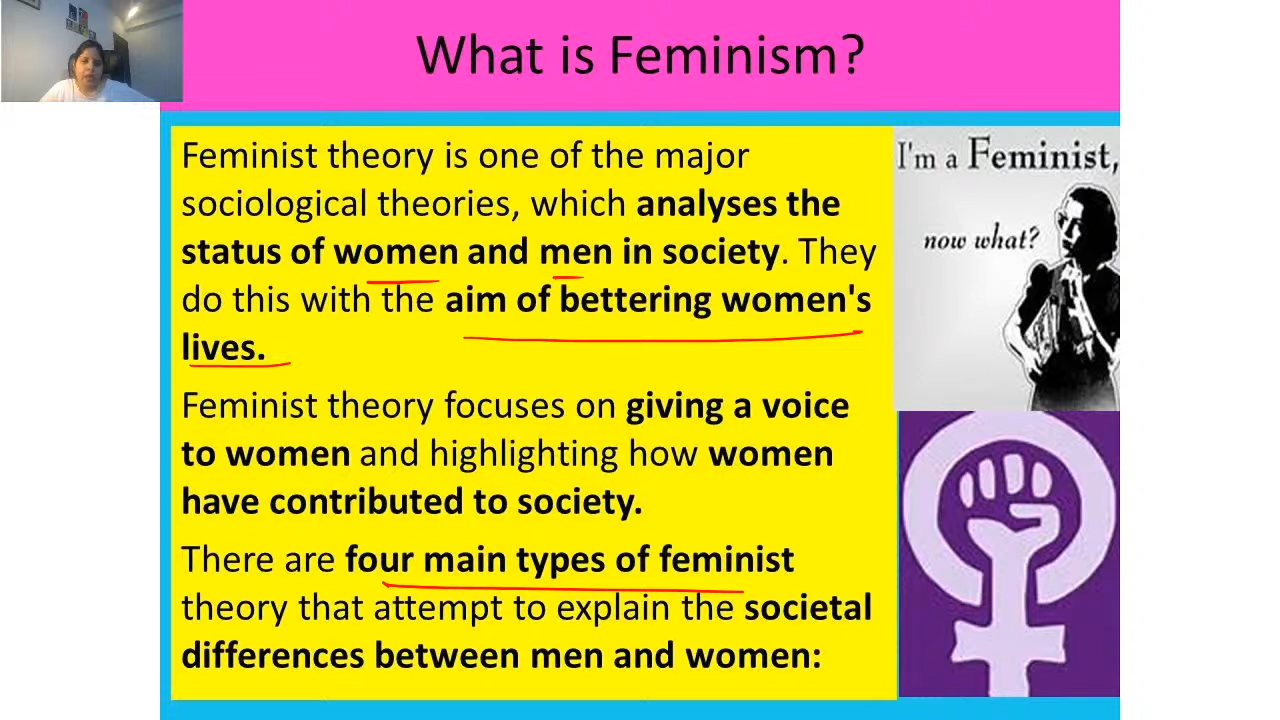 What is Feminism?
Feminist theory is one of the major
sociological theories, which analyses the
status of women and men in society. They
do this with the aim of bettering women's
lives.
Feminist theory focuses on giving a voice
to women and highlighting how women
have contributed to society.
There are four main types of feminist
theory that attempt to explain the societal
differences between men and women:
I'm a Feminist,
now what?